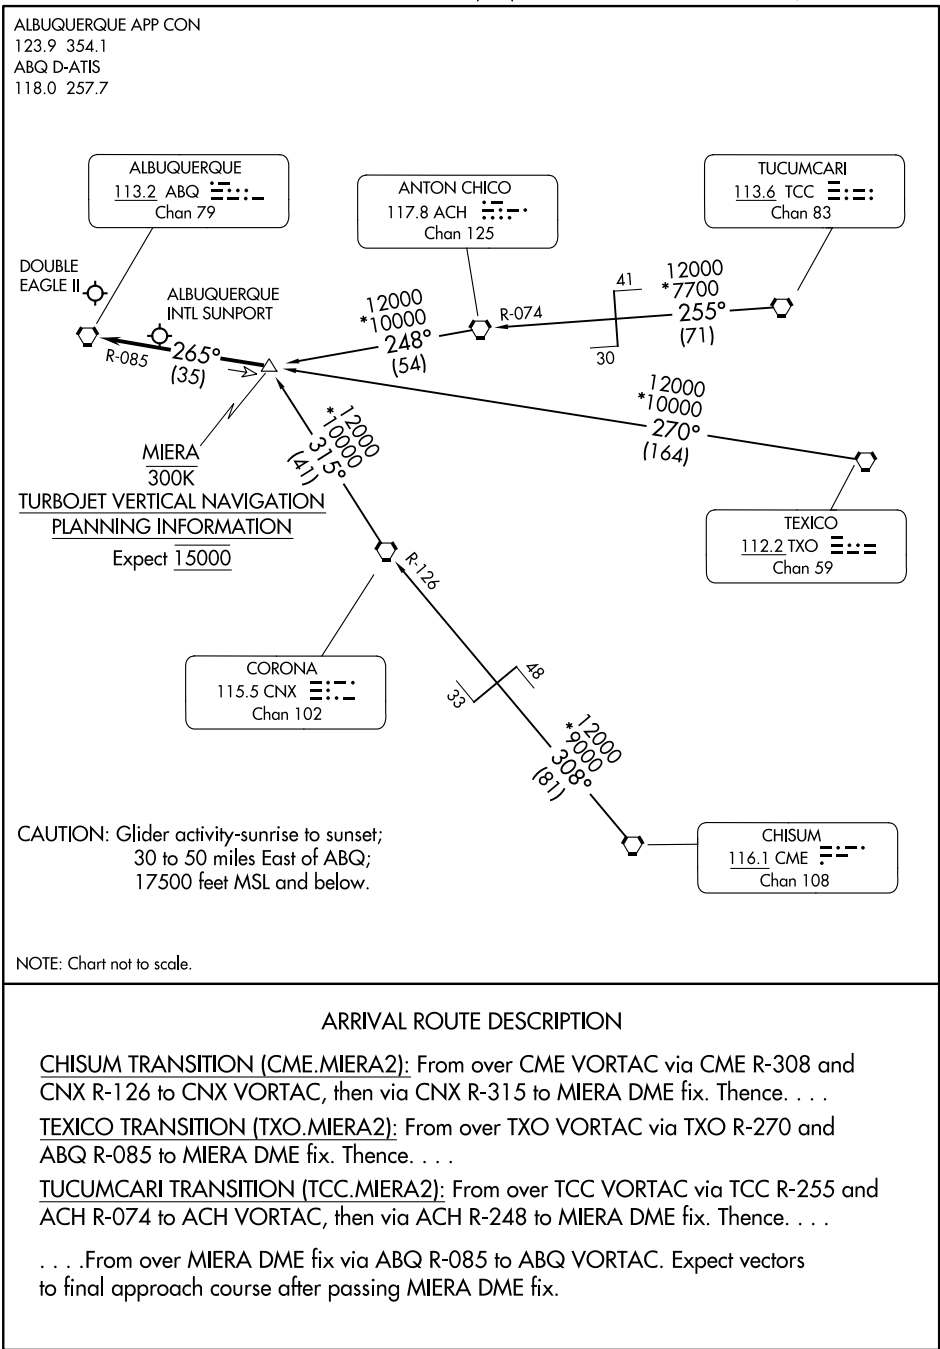 ALBUQUERQUE APP CON
123.9 354.1
ABQ D-ATIS
118.0 257.7
ALBUQUERQUE
113.2 ABQ
Chan 79
ANTON CHICO
117.8 ACH
Chan 125
TUCUMCARI
113.6 TCC
Chan 83
DOUBLE
EAGLE II
ALBUQUERQUE
INTL SUNPORT
R-085
265°
(35)
12000
*10000
248°
(54)
R-074
41
30
12000
*7700
255°
(71)
12000
*10000
270°
(164)
12000
*10000
315°
(41)
MIERA
300K
TURBOJET VERTICAL NAVIGATION
PLANNING INFORMATION
Expect 15000
TEXICO
112.2 TXO
Chan 59
R-126
CORONA
115.5 CNX
Chan 102
48
33
12000
*9000
308°
(81)
CHISUM
116.1 CME
Chan 108
CAUTION: Glider activity-sunrise to sunset;
30 to 50 miles East of ABQ;
17500 feet MSL and below.
NOTE: Chart not to scale.
ARRIVAL ROUTE DESCRIPTION
CHISUM TRANSITION (CME.MIERA2): From over CME VORTAC via CME R-308 and
CNX R-126 to CNX VORTAC, then via CNX R-315 to MIERA DME fix. Thence. . . .
TEXICO TRANSITION (TXO.MIERA2): From over TXO VORTAC via TXO R-270 and
ABQ R-085 to MIERA DME fix. Thence. . . .
TUCUMCARI TRANSITION (TCC.MIERA2): From over TCC VORTAC via TCC R-255 and
ACH R-074 to ACH VORTAC, then via ACH R-248 to MIERA DME fix. Thence. . . .
. . . .From over MIERA DME fix via ABQ R-085 to ABQ VORTAC. Expect vectors
to final approach course after passing MIERA DME fix.